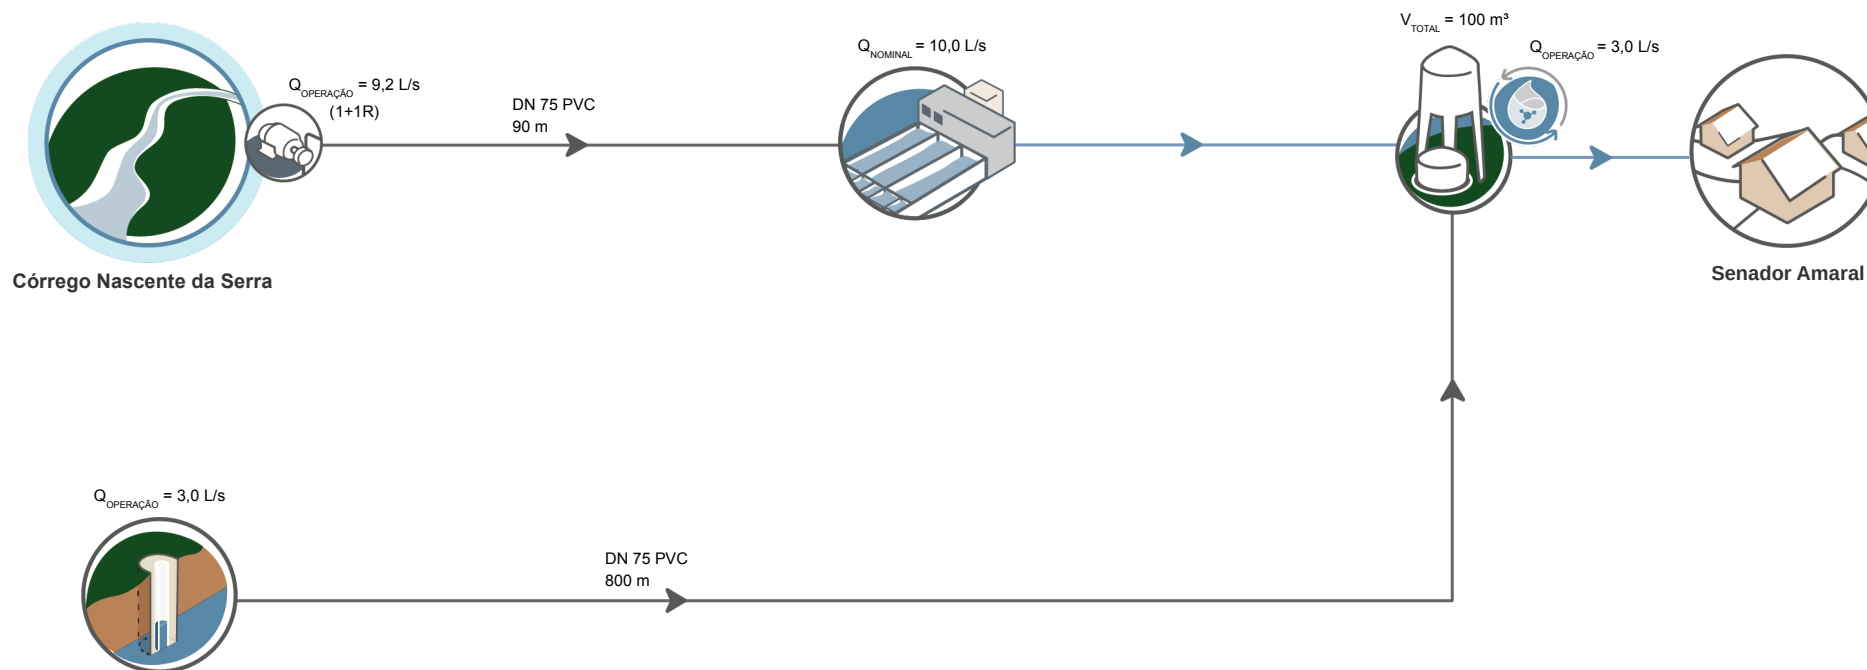 V_TOTAL = 100 m³
Q_NOMINAL = 10,0 L/s
Q_OPERAÇÃO = 3,0 L/s
Q_OPERAÇÃO = 9,2 L/s
(1+1R)
DN 75 PVC
90 m
Córrego Nascente da Serra
Senador Amaral
Q_OPERAÇÃO = 3,0 L/s
DN 75 PVC
800 m